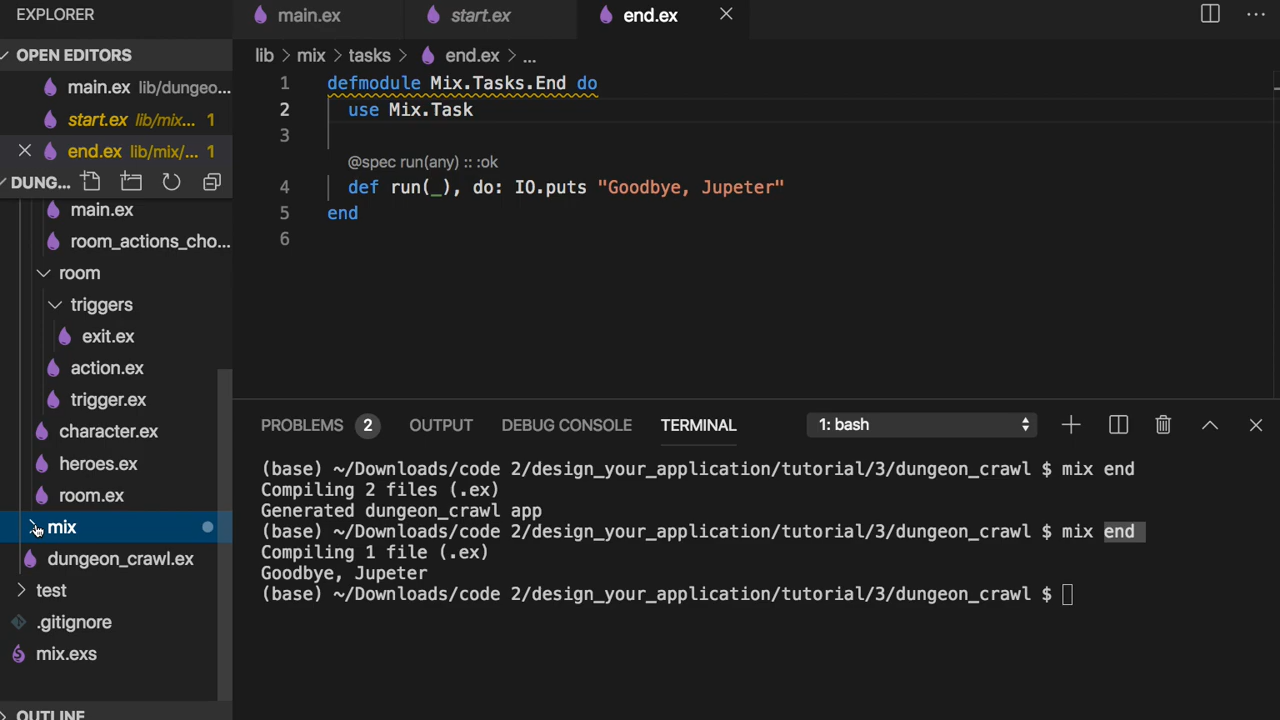 EXPLORER
main.ex
start.ex
end.ex
OPEN EDITORS
main.ex lib/dungeo...
start.ex lib/mix... 1
end.ex lib/mix/... 1
DUNG...
main.ex
room_actions_cho...
room
triggers
exit.ex
action.ex
trigger.ex
character.ex
heroes.ex
room.ex
mix
dungeon_crawl.ex
test
.gitignore
mix.exs
OUTLINE
lib > mix > tasks > end.ex > ...
1 defmodule Mix.Tasks.End do
2 use Mix.Task
3
@spec run(any) :: :ok
4 def run(_), do: IO.puts "Goodbye, Jupeter"
5 end
6
PROBLEMS 2 OUTPUT DEBUG CONSOLE TERMINAL 1: bash
(base) ~/Downloads/code 2/design_your_application/tutorial/3/dungeon_crawl $ mix end
Compiling 2 files (.ex)
Generated dungeon_crawl app
(base) ~/Downloads/code 2/design_your_application/tutorial/3/dungeon_crawl $ mix end
Compiling 1 file (.ex)
Goodbye, Jupeter
(base) ~/Downloads/code 2/design_your_application/tutorial/3/dungeon_crawl $